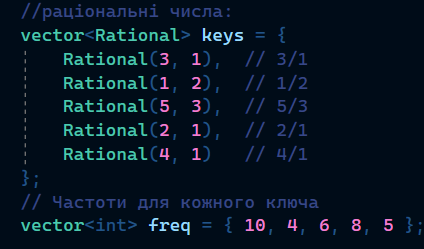 //раціональні числа:
vector<Rational> keys = {
Rational(3, 1), // 3/1
Rational(1, 2), // 1/2
Rational(5, 3), // 5/3
Rational(2, 1), // 2/1
Rational(4, 1) // 4/1
};
// Частоти для кожного ключа
vector<int> freq = { 10, 4, 6, 8, 5 };